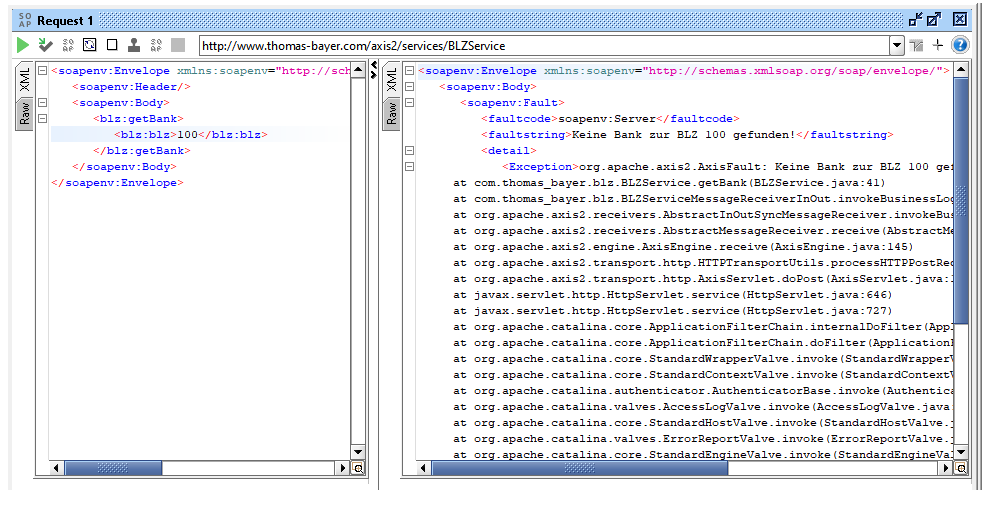 SO AP Request 1
SO AP
SO AP
http://www.thomas-bayer.com/axis2/services/BLZService
XML
Raw
<soapenv:Envelope xmlns:soapenv="http://sch
<soapenv:Header/>
<soapenv:Body>
<blz:getBank>
<blz:blz>100</blz:blz>
</blz:getBank>
</soapenv:Body>
</soapenv:Envelope>
XML
Raw
<soapenv:Envelope xmlns:soapenv="http://schemas.xmlsoap.org/soap/envelope/">
<soapenv:Body>
<soapenv:Fault>
<faultcode>soapenv:Server</faultcode>
<faultstring>Keine Bank zur BLZ 100 gefunden!</faultstring>
<detail>
<Exception>org.apache.axis2.AxisFault: Keine Bank zur BLZ 100 gef
at com.thomas_bayer.blz.BLZService.getBank(BLZService.java:41)
at com.thomas_bayer.blz.BLZServiceMessageReceiverInOut.invokeBusinessLo
at org.apache.axis2.receivers.AbstractInOutSyncMessageReceiver.invokeBu
at org.apache.axis2.receivers.AbstractMessageReceiver.receive(AbstractMe
at org.apache.axis2.engine.AxisEngine.receive(AxisEngine.java:145)
at org.apache.axis2.transport.http.HTTPTransportUtils.processHTTPPostRe
at org.apache.axis2.transport.http.AxisServlet.doPost(AxisServlet.java:
at javax.servlet.http.HttpServlet.service(HttpServlet.java:646)
at javax.servlet.http.HttpServlet.service(HttpServlet.java:727)
at org.apache.catalina.core.ApplicationFilterChain.internalDoFilter(Appl
at org.apache.catalina.core.ApplicationFilterChain.doFilter(Application
at org.apache.catalina.core.StandardWrapperValve.invoke(StandardWrapper
at org.apache.catalina.core.StandardContextValve.invoke(StandardContext
at org.apache.catalina.authenticator.AuthenticatorBase.invoke(Authentica
at org.apache.catalina.valves.AccessLogValve.invoke(AccessLogValve.java
at org.apache.catalina.core.StandardHostValve.invoke(StandardHostValve.
at org.apache.catalina.valves.ErrorReportValve.invoke(ErrorReportValve.
at org.apache.catalina.core.StandardEngineValve.invoke(StandardEngineVa